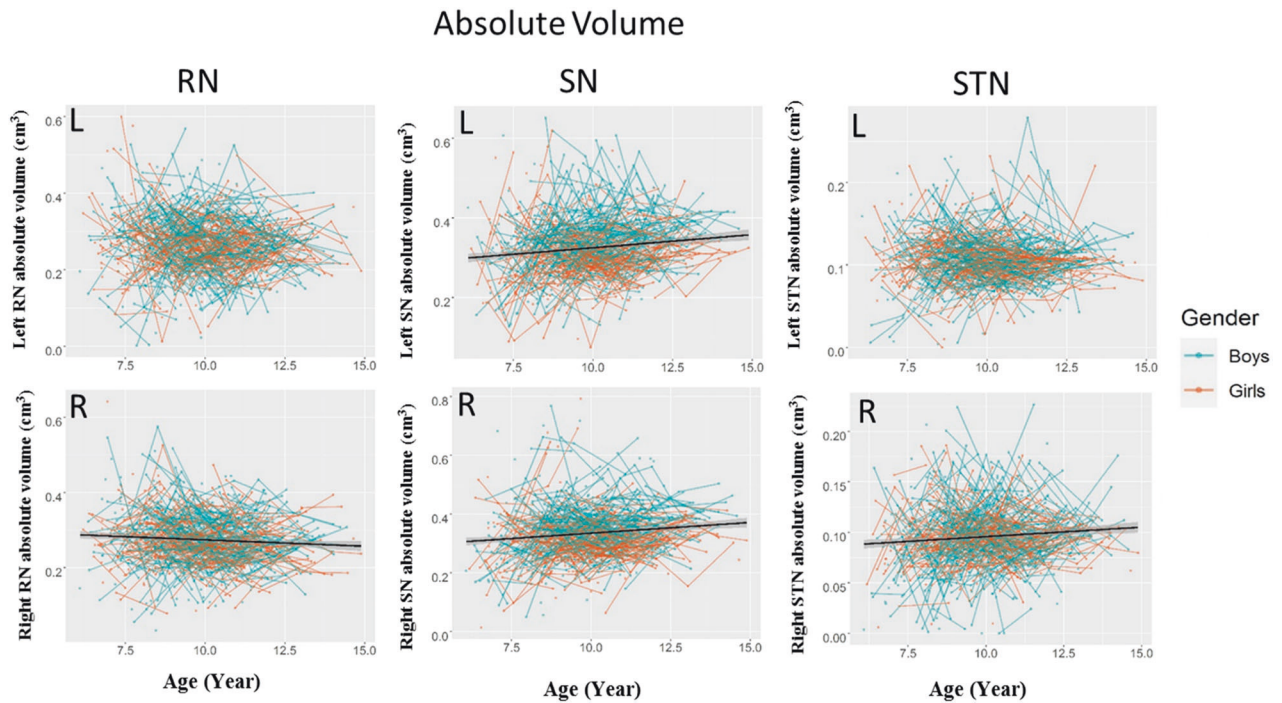 Absolute Volume
RN
SN
STN
L
Left RN absolute volume (cm³)
0.6
0.4
0.2
0.0
7.5 10.0 12.5 15.0
L
Left SN absolute volume (cm³)
0.6
0.4
0.2
7.5 10.0 12.5 15.0
L
Left STN absolute volume (cm³)
0.2
0.1
0.0
7.5 10.0 12.5 15.0
Gender
Boys
Girls
R
Right RN absolute volume (cm³)
0.6
0.4
0.2
7.5 10.0 12.5 15.0
Age (Year)
R
Right SN absolute volume (cm³)
0.8
0.6
0.4
0.2
0.0
7.5 10.0 12.5 15.0
Age (Year)
R
Right STN absolute volume (cm³)
0.20
0.15
0.10
0.05
0.00
7.5 10.0 12.5 15.0
Age (Year)